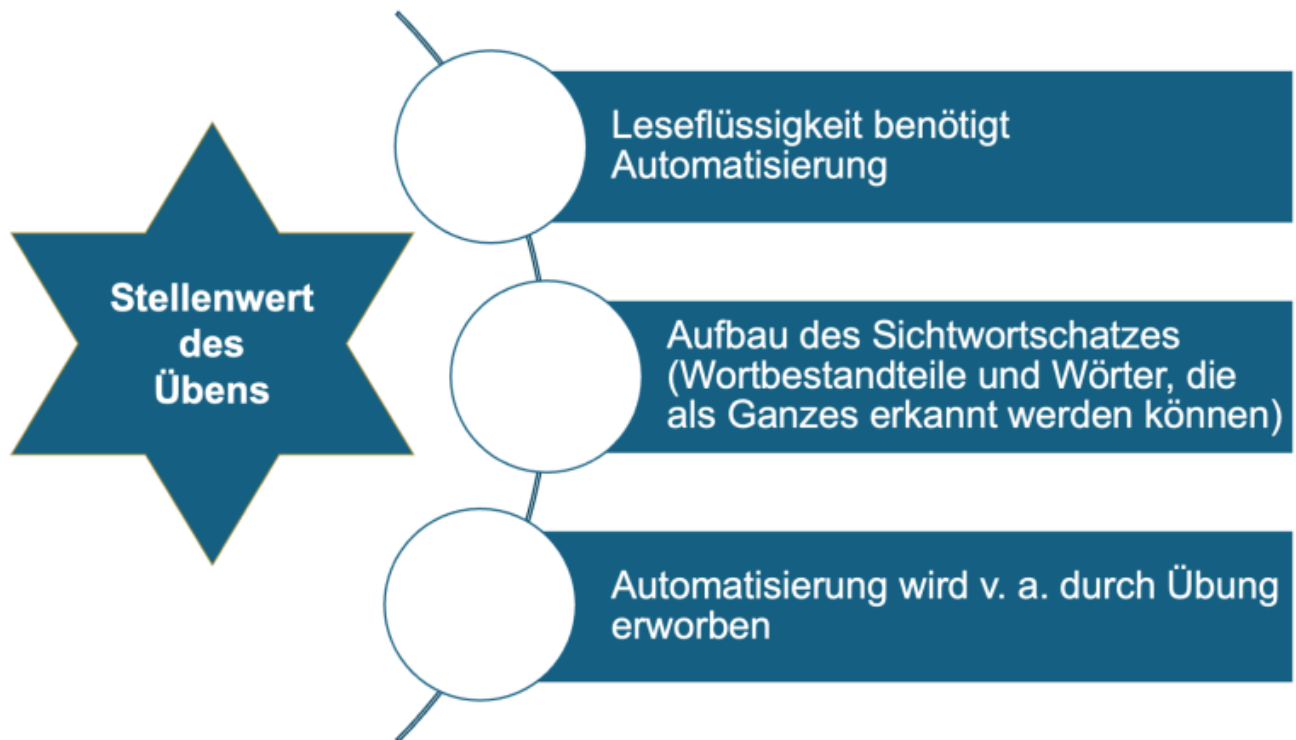 Stellenwert
des
Übens
Leseflüssigkeit benötigt
Automatisierung
Aufbau des Sichtwortschatzes
(Wortbestandteile und Wörter, die
als Ganzes erkannt werden können)
Automatisierung wird v. a. durch Übung
erworben